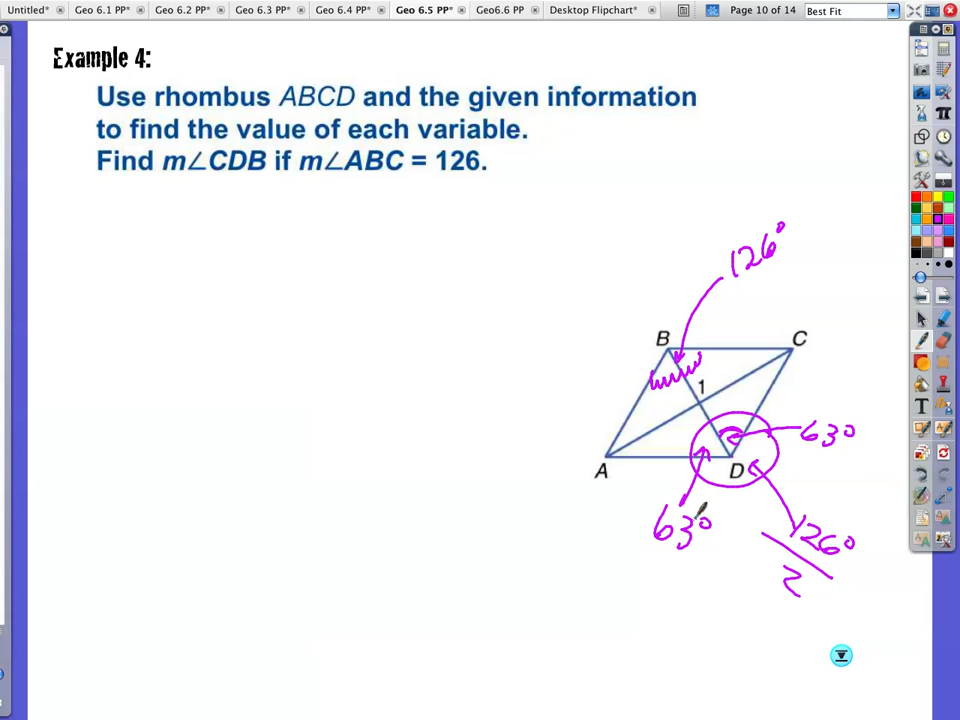 Untitled* Geo 6.1 PP* Geo 6.2 PP* Geo 6.3 PP* Geo 6.4 PP* Geo 6.5 PP* Geo6.6 PP Desktop Flipchart* Page 10 of 14 Best Fit
Example 4:
Use rhombus ABCD and the given information
to find the value of each variable.
Find m∠CDB if m∠ABC = 126.
126°
B C
1
63°
A D
63° 126°
2